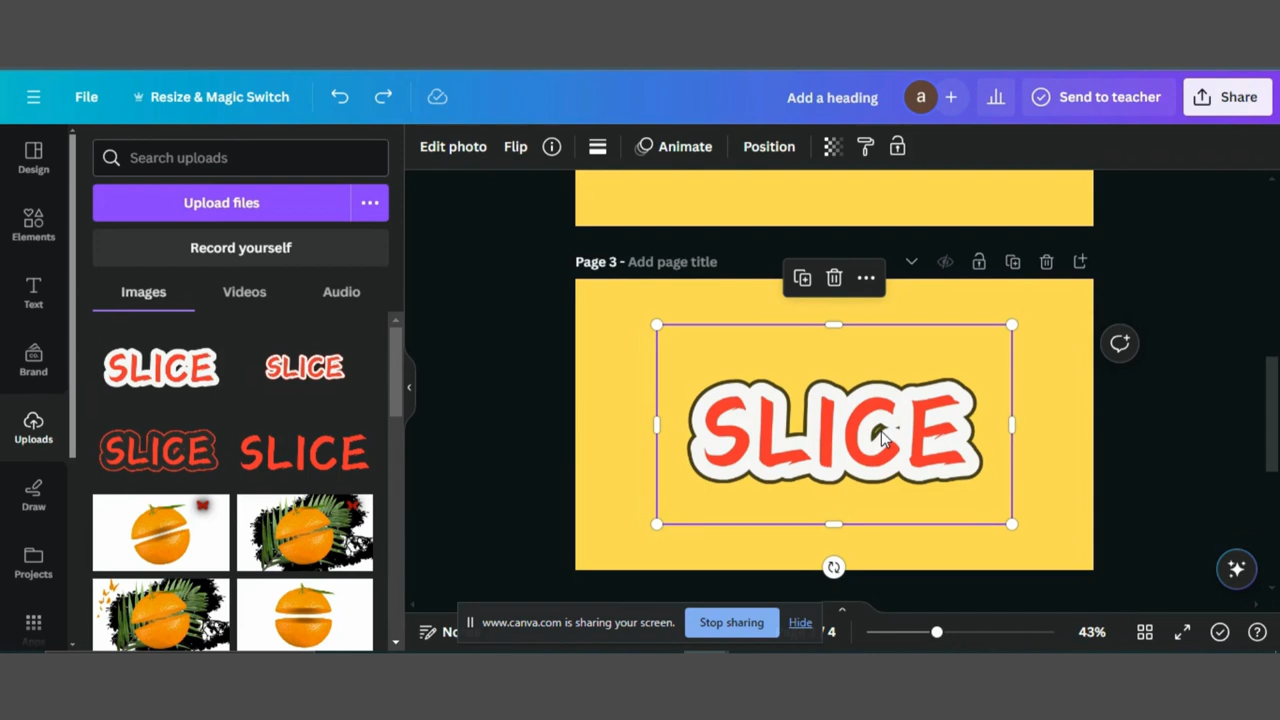 File
Resize & Magic Switch
Add a heading
a
Send to teacher
Share
Design
Elements
Text
Brand
Uploads
Draw
Projects
Apps
Search uploads
Upload files
Record yourself
Images
Videos
Audio
SLICE
SLICE
SLICE
SLICE
Edit photo
Flip
Animate
Position
Page 3 - Add page title
SLICE
www.canva.com is sharing your screen.
Stop sharing
Hide
/ 4
43%